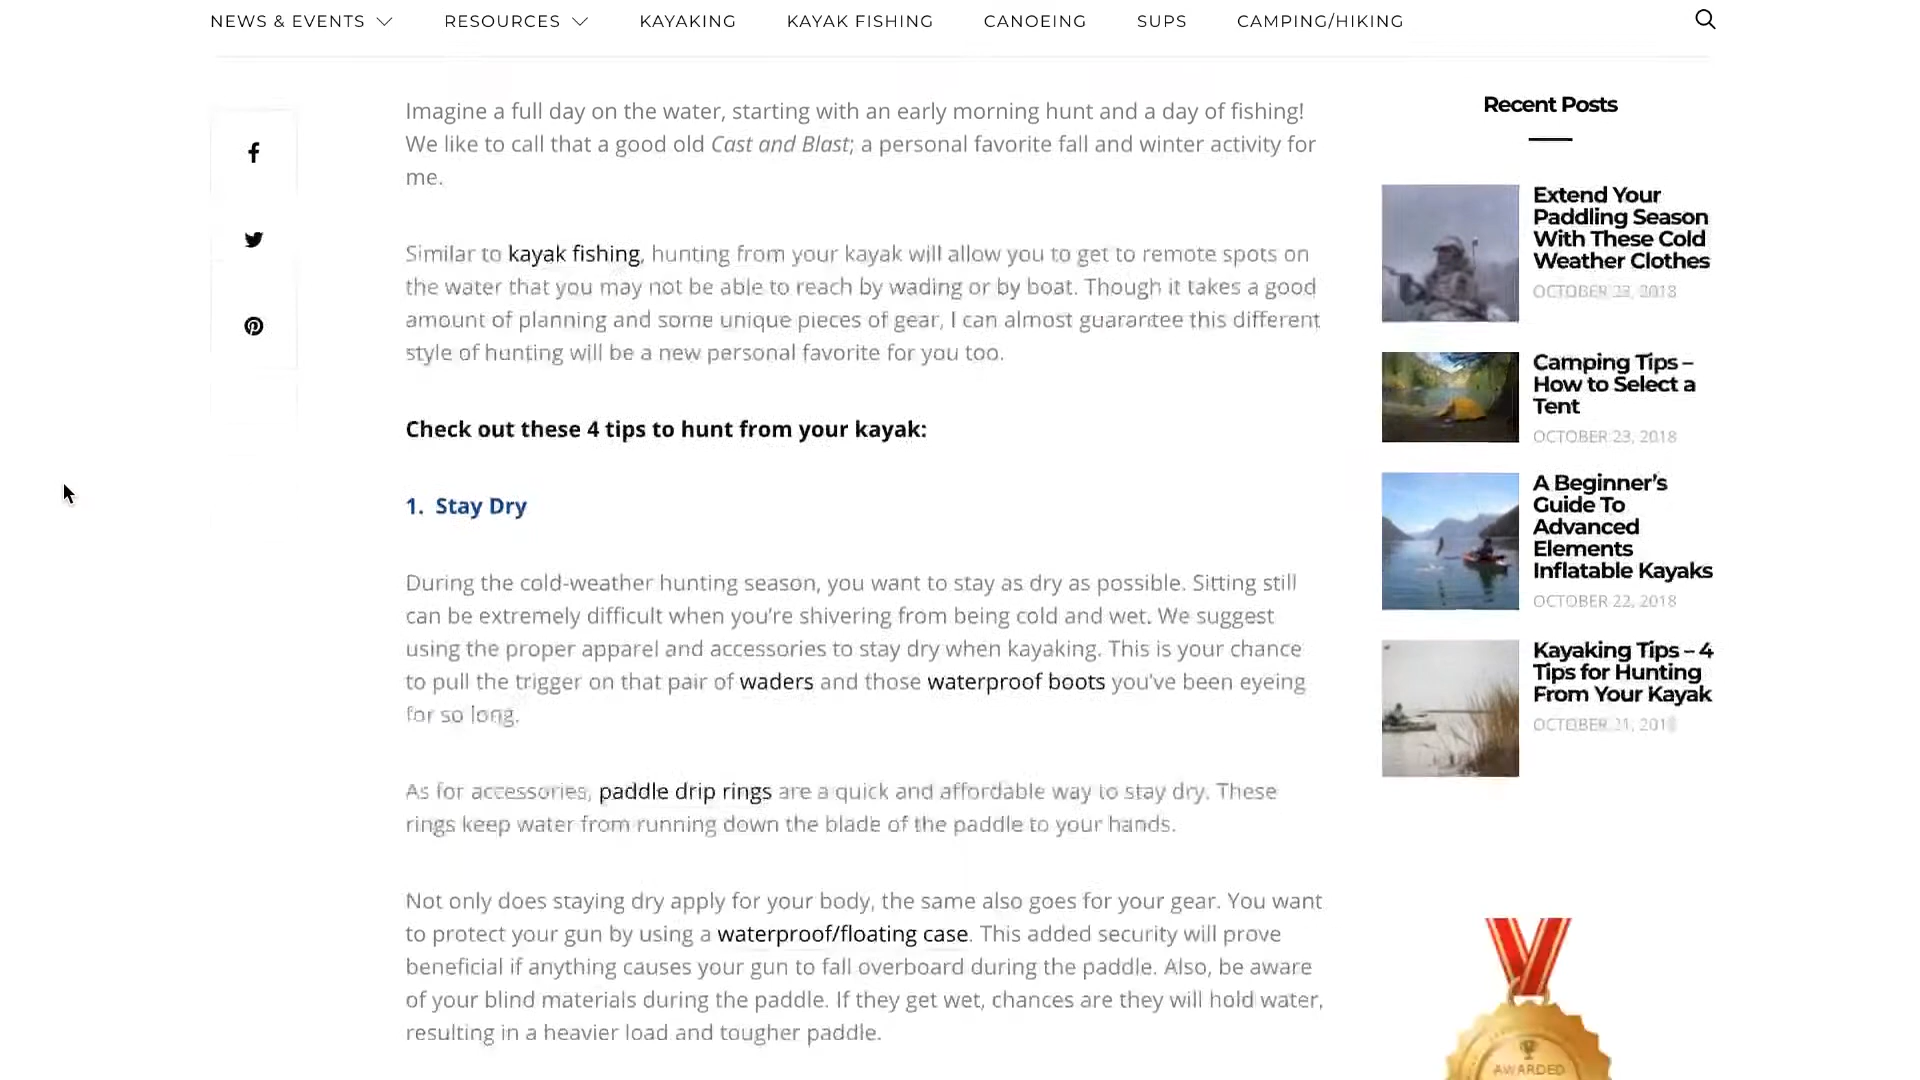 NEWS & EVENTS RESOURCES KAYAKING KAYAK FISHING CANOEING SUPS CAMPING/HIKING
Imagine a full day on the water, starting with an early morning hunt and a day of fishing!
We like to call that a good old Cast and Blast; a personal favorite fall and winter activity for
me.
Similar to kayak fishing, hunting from your kayak will allow you to get to remote spots on
the water that you may not be able to reach by wading or by boat. Though it takes a good
amount of planning and some unique pieces of gear, I can almost guarantee this different
style of hunting will be a new personal favorite for you too.
Check out these 4 tips to hunt from your kayak:
1. Stay Dry
During the cold-weather hunting season, you want to stay as dry as possible. Sitting still
can be extremely difficult when you’re shivering from being cold and wet. We suggest
using the proper apparel and accessories to stay dry when kayaking. This is your chance
to pull the trigger on that pair of waders and those waterproof boots you’ve been eyeing
for so long.
As for accessories, paddle drip rings are a quick and affordable way to stay dry. These
rings keep water from running down the blade of the paddle to your hands.
Not only does staying dry apply for your body, the same also goes for your gear. You want
to protect your gun by using a waterproof/floating case. This added security will prove
beneficial if anything causes your gun to fall overboard during the paddle. Also, be aware
of your blind materials during the paddle. If they get wet, chances are they will hold water,
resulting in a heavier load and tougher paddle.
Recent Posts
Extend Your
Paddling Season
With These Cold
Weather Clothes
OCTOBER 23, 2018
Camping Tips –
How to Select a
Tent
OCTOBER 23, 2018
A Beginner’s
Guide To
Advanced
Elements
Inflatable Kayaks
OCTOBER 22, 2018
Kayaking Tips – 4
Tips for Hunting
From Your Kayak
OCTOBER 21, 2018
AWARDED